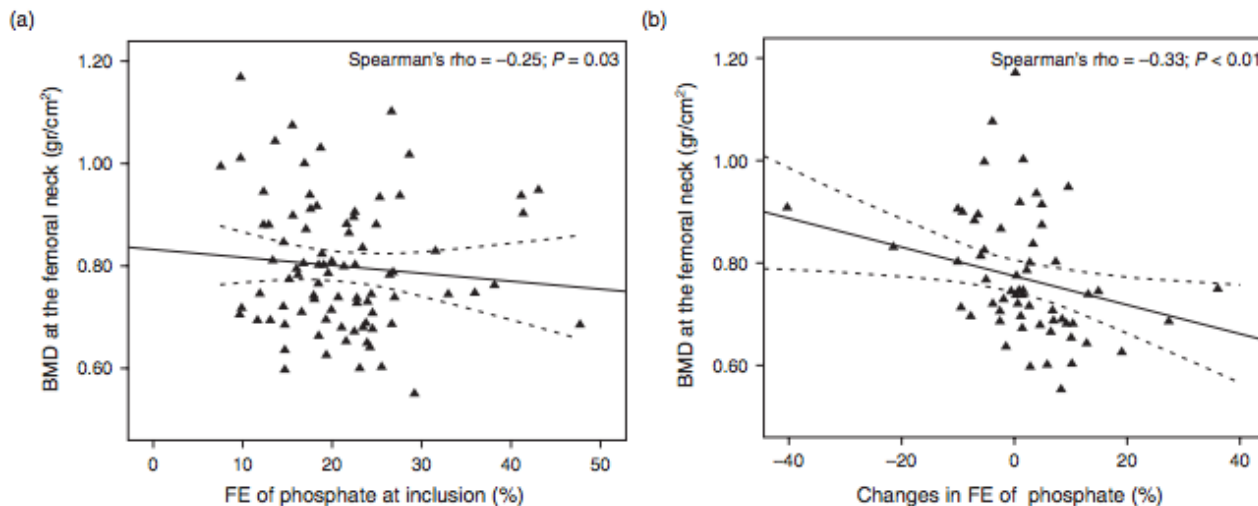 (a)
Spearman's rho = –0.25; P = 0.03
BMD at the femoral neck (gr/cm²)
1.20
1.00
0.80
0.60
0
10
20
30
40
50
FE of phosphate at inclusion (%)
(b)
Spearman's rho = –0.33; P < 0.01
BMD at the femoral neck (gr/cm²)
1.20
1.00
0.80
0.60
–40
–20
0
20
40
Changes in FE of phosphate (%)